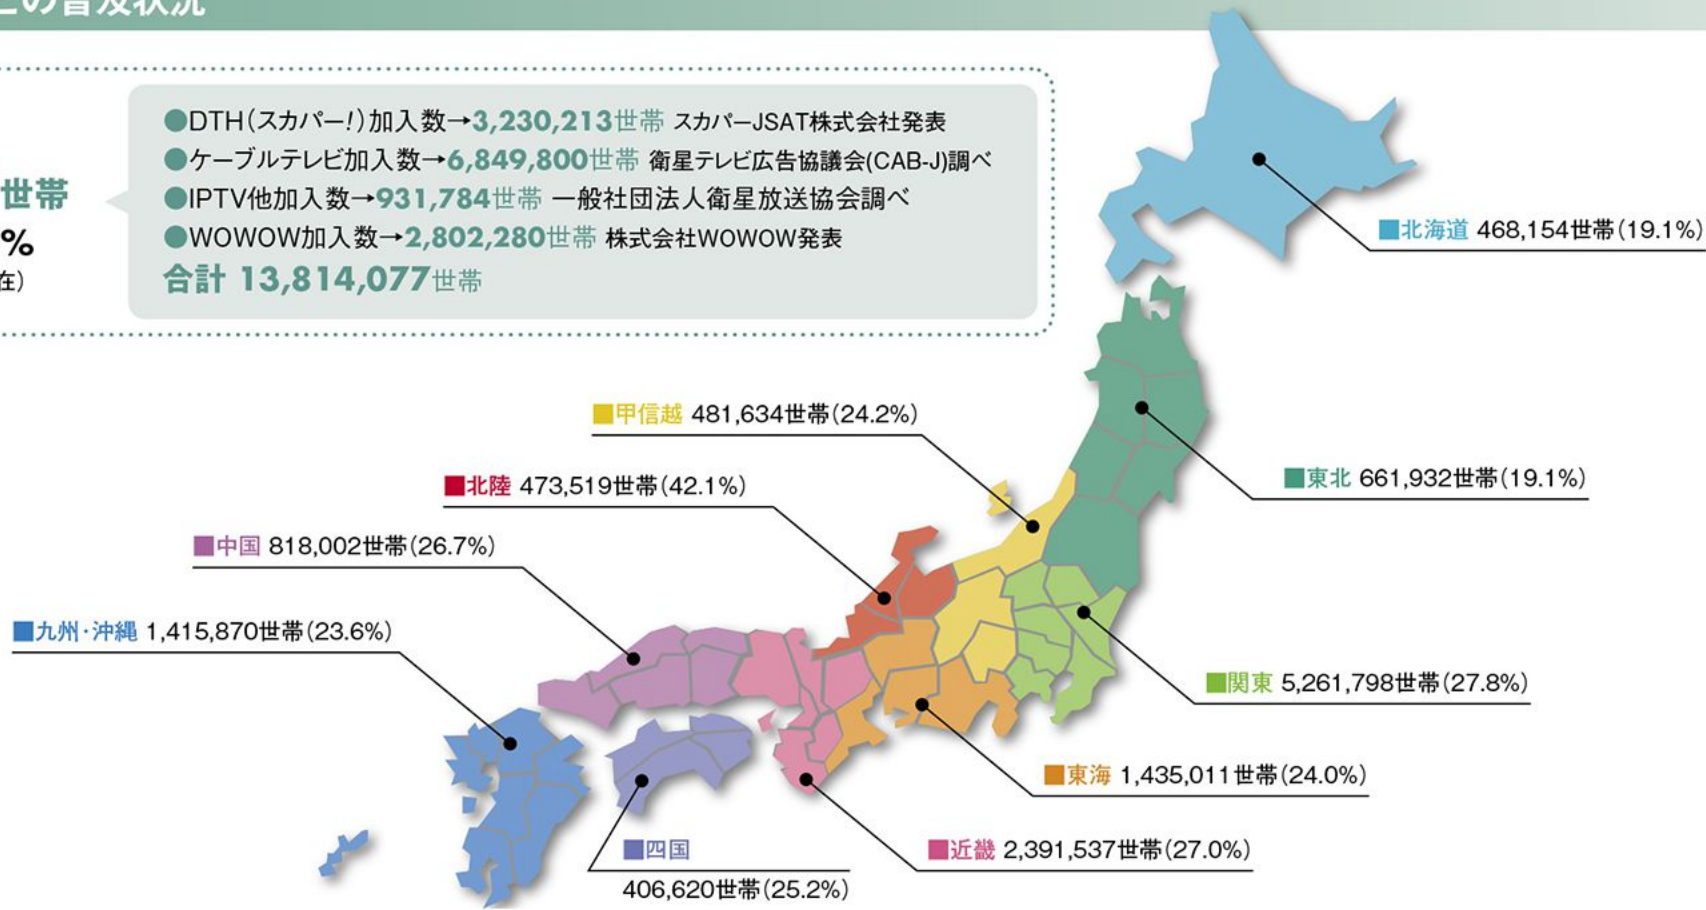 の普及状況
世帯
%
在）
●DTH（スカパー!）加入数→3,230,213世帯 スカパーJSAT株式会社発表
●ケーブルテレビ加入数→6,849,800世帯 衛星テレビ広告協議会(CAB-J)調べ
●IPTV他加入数→931,784世帯 一般社団法人衛星放送協会調べ
●WOWOW加入数→2,802,280世帯 株式会社WOWOW発表
合計 13,814,077世帯
■北海道 468,154世帯（19.1%）
■甲信越 481,634世帯（24.2%）
■東北 661,932世帯（19.1%）
■北陸 473,519世帯（42.1%）
■中国 818,002世帯（26.7%）
■九州・沖縄 1,415,870世帯（23.6%）
■関東 5,261,798世帯（27.8%）
■東海 1,435,011世帯（24.0%）
■近畿 2,391,537世帯（27.0%）
■四国
406,620世帯（25.2%）